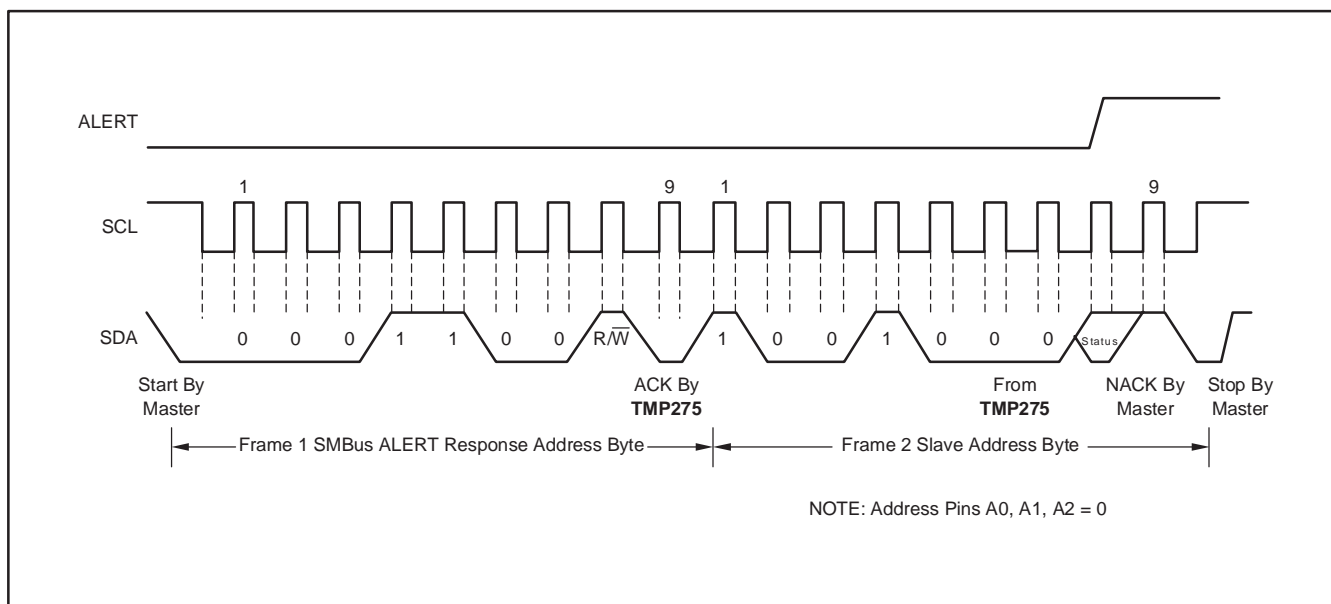 ALERT
1 9 1 9
SCL
SDA
0 0 0 1 1 0 0 R/W̅ 1 0 0 1 0 0 0 Status
Start By
Master
ACK By
TMP275
From
TMP275
NACK By
Master
Stop By
Master
Frame 1 SMBus ALERT Response Address Byte
Frame 2 Slave Address Byte
NOTE: Address Pins A0, A1, A2 = 0